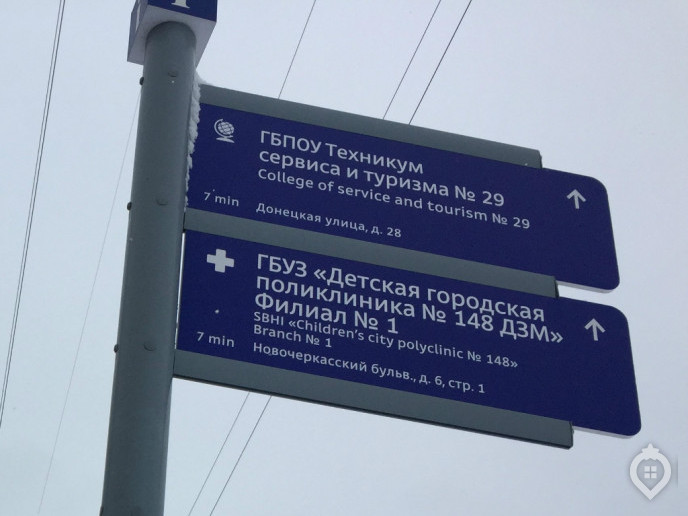 ГБПОУ Техникум
сервиса и туризма № 29
College of service and tourism № 29
7 min
Донецкая улица, д. 28
ГБУЗ «Детская городская
поликлиника № 148 ДЗМ»
Филиал № 1
SBHI «Children's city polyclinic № 148»
Branch № 1
7 min
Новочеркасский бульв., д. 6, стр. 1